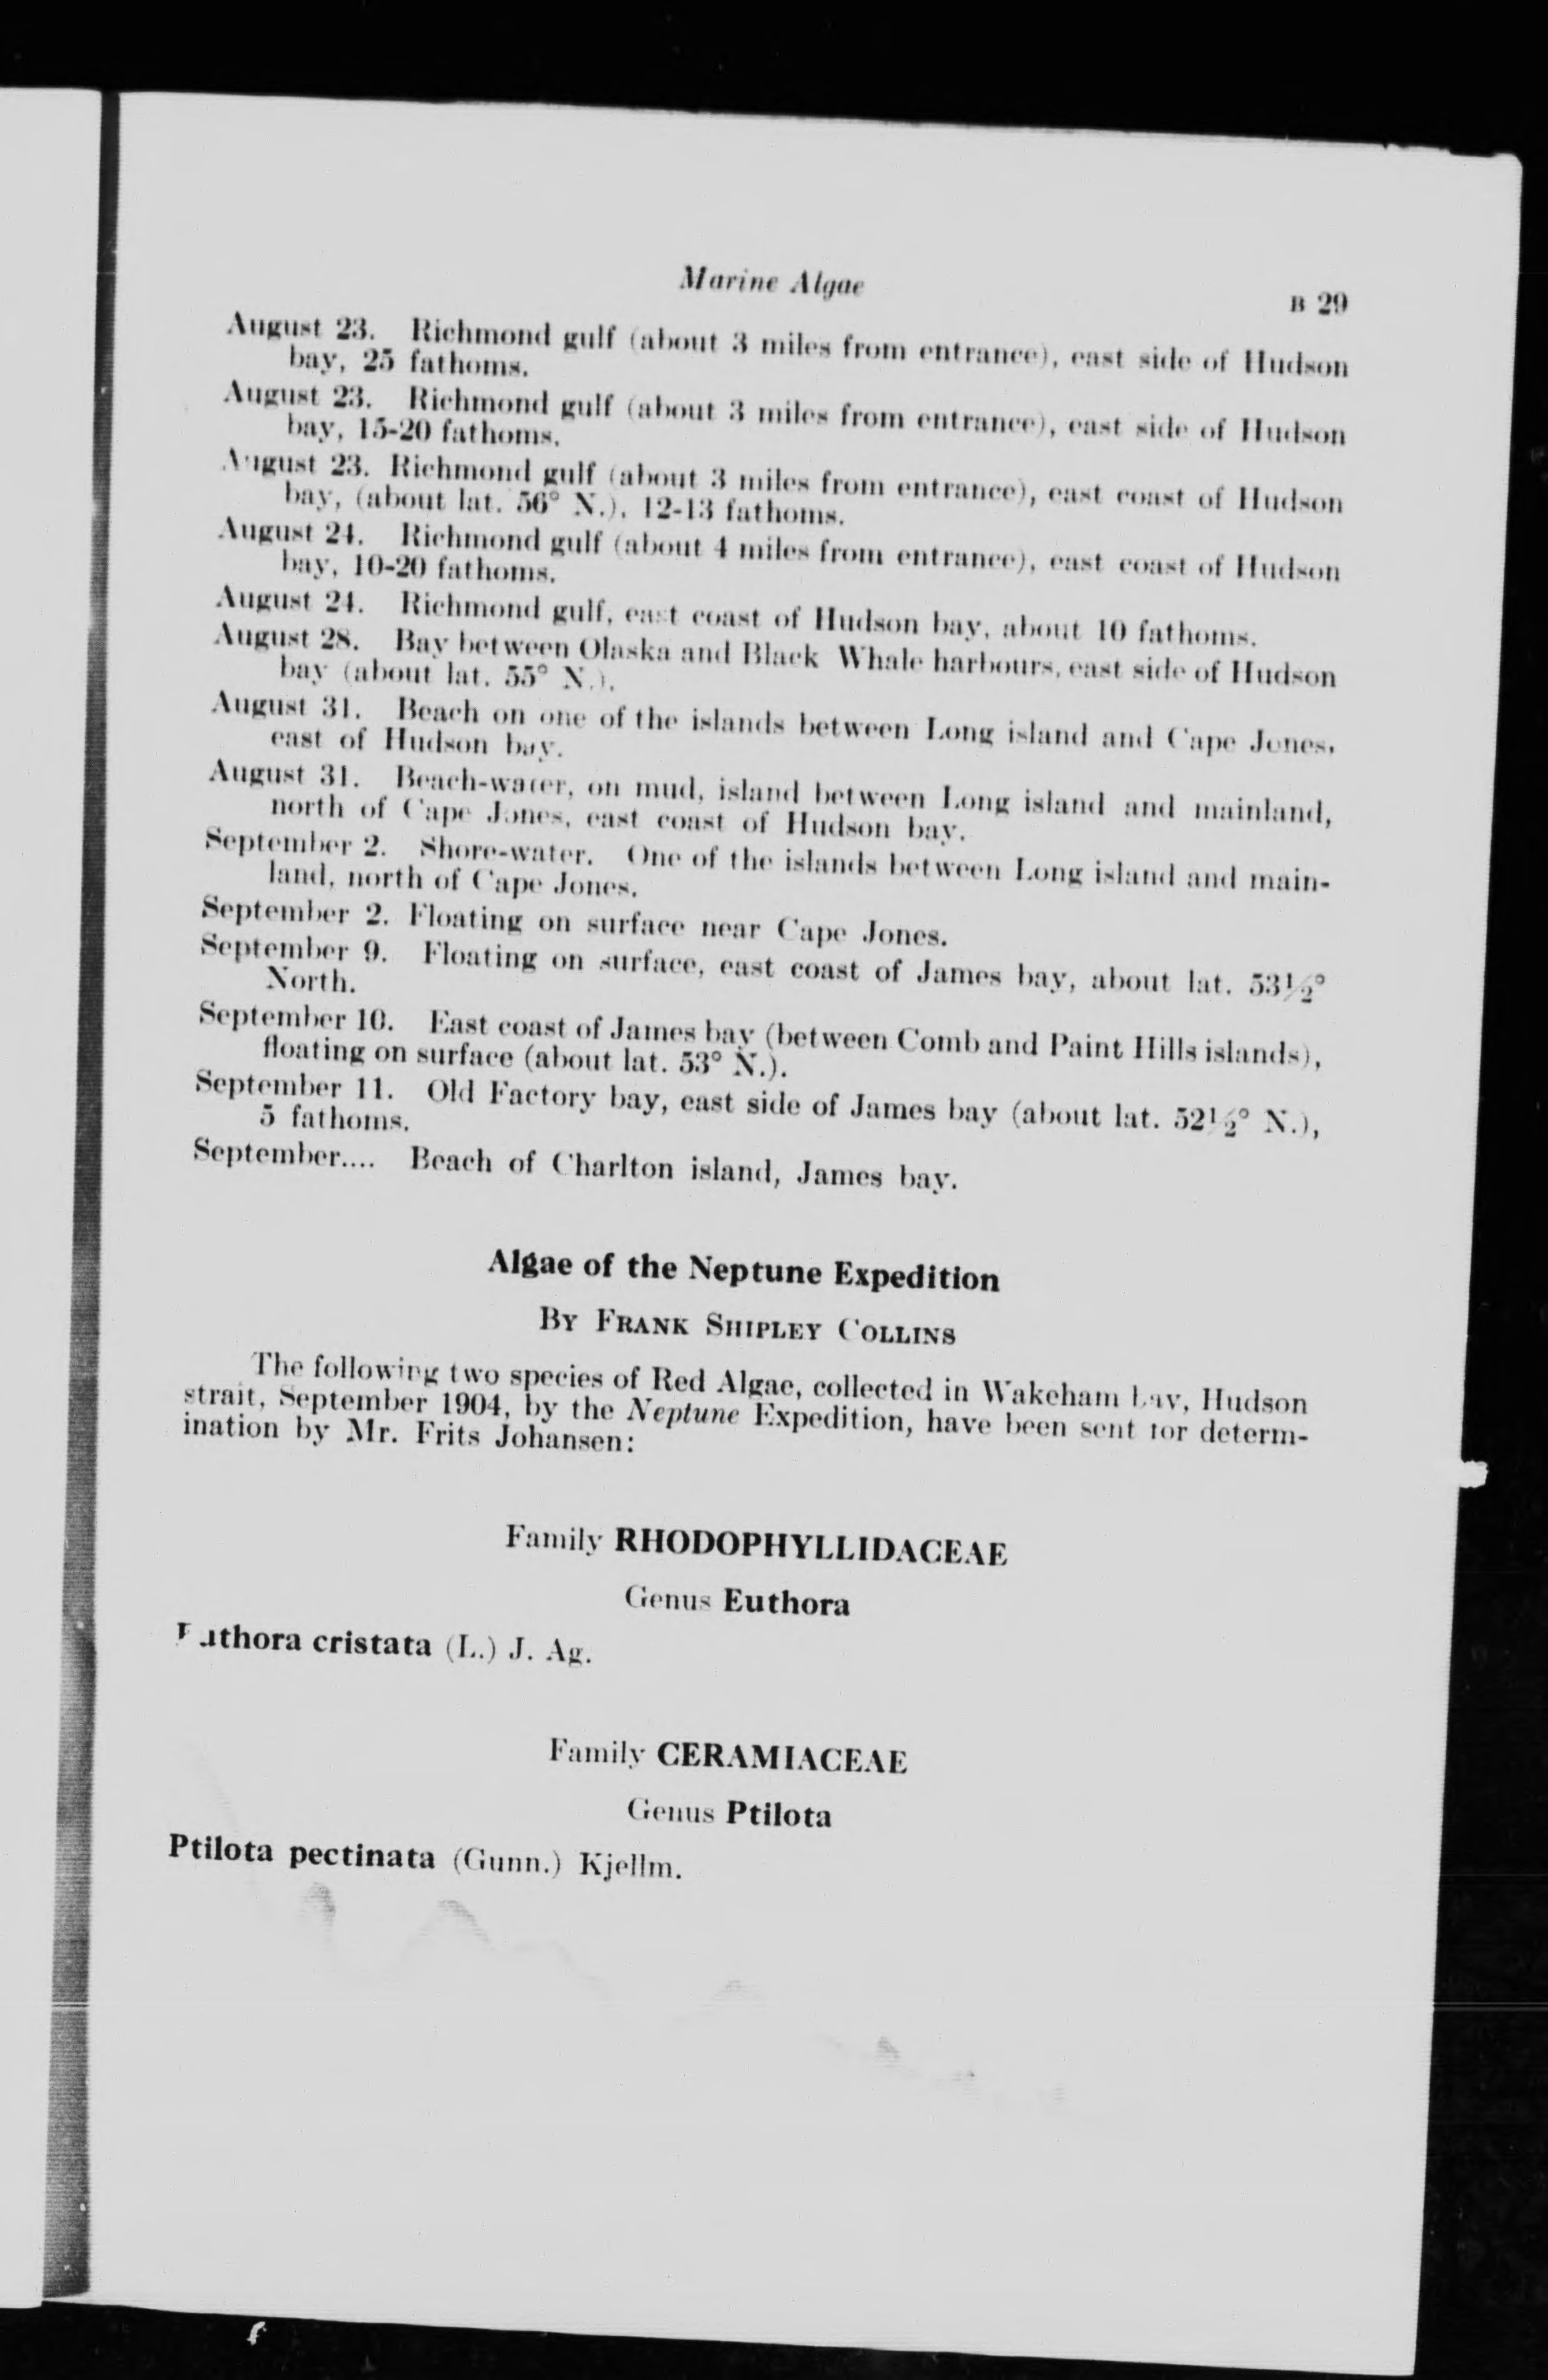 Marine Algae
B 29
August 23. Richmond gulf (about 3 miles from entrance), east side of Hudson
bay, 25 fathoms.
August 23. Richmond gulf (about 3 miles from entrance), east side of Hudson
bay, 15-20 fathoms.
August 23. Richmond gulf (about 3 miles from entrance), east coast of Hudson
bay, (about lat. 56° N.), 12-13 fathoms.
August 24. Richmond gulf (about 4 miles from entrance), east coast of Hudson
bay, 10-20 fathoms.
August 24. Richmond gulf, east coast of Hudson bay, about 10 fathoms.
August 28. Bay between Olaska and Black Whale harbours, east side of Hudson
bay (about lat. 55° N.).
August 31. Beach on one of the islands between Long island and Cape Jones,
east of Hudson bay.
August 31. Beach-water, on mud, island between Long island and mainland,
north of Cape Jones, east coast of Hudson bay.
September 2. Shore-water. One of the islands between Long island and main-
land, north of Cape Jones.
September 2. Floating on surface near Cape Jones.
September 9. Floating on surface, east coast of James bay, about lat. 53½°
North.
September 10. East coast of James bay (between Comb and Paint Hills islands),
floating on surface (about lat. 53° N.).
September 11. Old Factory bay, east side of James bay (about lat. 52½° N.),
5 fathoms.
September.... Beach of Charlton island, James bay.
Algae of the Neptune Expedition
By Frank Shipley Collins
The following two species of Red Algae, collected in Wakeham bay, Hudson
strait, September 1904, by the Neptune Expedition, have been sent for determ-
ination by Mr. Frits Johansen:
Family RHODOPHYLLIDACEAE
Genus Euthora
Euthora cristata (L.) J. Ag.
Family CERAMIACEAE
Genus Ptilota
Ptilota pectinata (Gunn.) Kjellm.